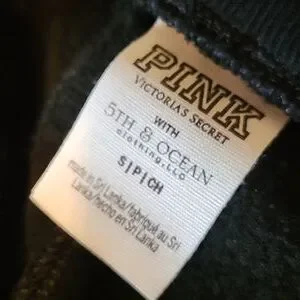 PINK
VICTORIA'S SECRET
WITH
5TH & OCEAN
clothing, LLC
S|P|CH
made in Sri Lanka/fabriqué au Sri
Lanka/hecho en Sri Lanka